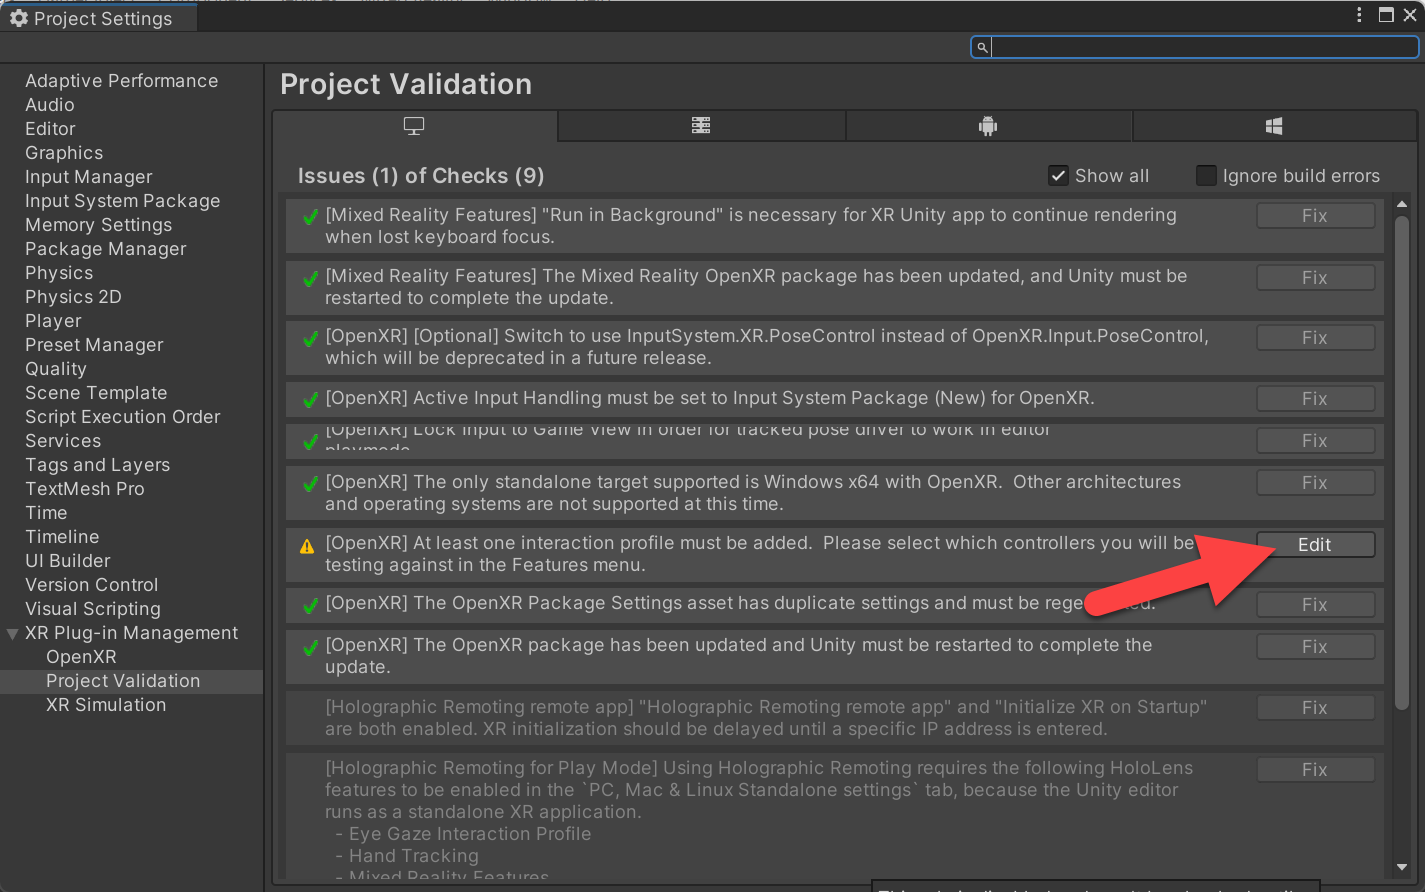 Project Settings
Adaptive Performance
Audio
Editor
Graphics
Input Manager
Input System Package
Memory Settings
Package Manager
Physics
Physics 2D
Player
Preset Manager
Quality
Scene Template
Script Execution Order
Services
Tags and Layers
TextMesh Pro
Time
Timeline
UI Builder
Version Control
Visual Scripting
XR Plug-in Management
OpenXR
Project Validation
XR Simulation
Project Validation
Issues (1) of Checks (9)
Show all
Ignore build errors
[Mixed Reality Features] "Run in Background" is necessary for XR Unity app to continue rendering
when lost keyboard focus.
Fix
[Mixed Reality Features] The Mixed Reality OpenXR package has been updated, and Unity must be
restarted to complete the update.
Fix
[OpenXR] [Optional] Switch to use InputSystem.XR.PoseControl instead of OpenXR.Input.PoseControl,
which will be deprecated in a future release.
Fix
[OpenXR] Active Input Handling must be set to Input System Package (New) for OpenXR.
Fix
[OpenXR] Lock Input to Game View in order for tracked pose driver to work in editor
playmode
Fix
[OpenXR] The only standalone target supported is Windows x64 with OpenXR.  Other architectures
and operating systems are not supported at this time.
Fix
[OpenXR] At least one interaction profile must be added.  Please select which controllers you will be
testing against in the Features menu.
Edit
[OpenXR] The OpenXR Package Settings asset has duplicate settings and must be
Fix
[OpenXR] The OpenXR package has been updated and Unity must be restarted to complete the
update.
Fix
[Holographic Remoting remote app] "Holographic Remoting remote app" and "Initialize XR on Startup"
are both enabled. XR initialization should be delayed until a specific IP address is entered.
Fix
[Holographic Remoting for Play Mode] Using Holographic Remoting requires the following HoloLens
features to be enabled in the `PC, Mac & Linux Standalone settings` tab, because the Unity editor
runs as a standalone XR application.
- Eye Gaze Interaction Profile
- Hand Tracking
- Mixed Reality Features
Fix